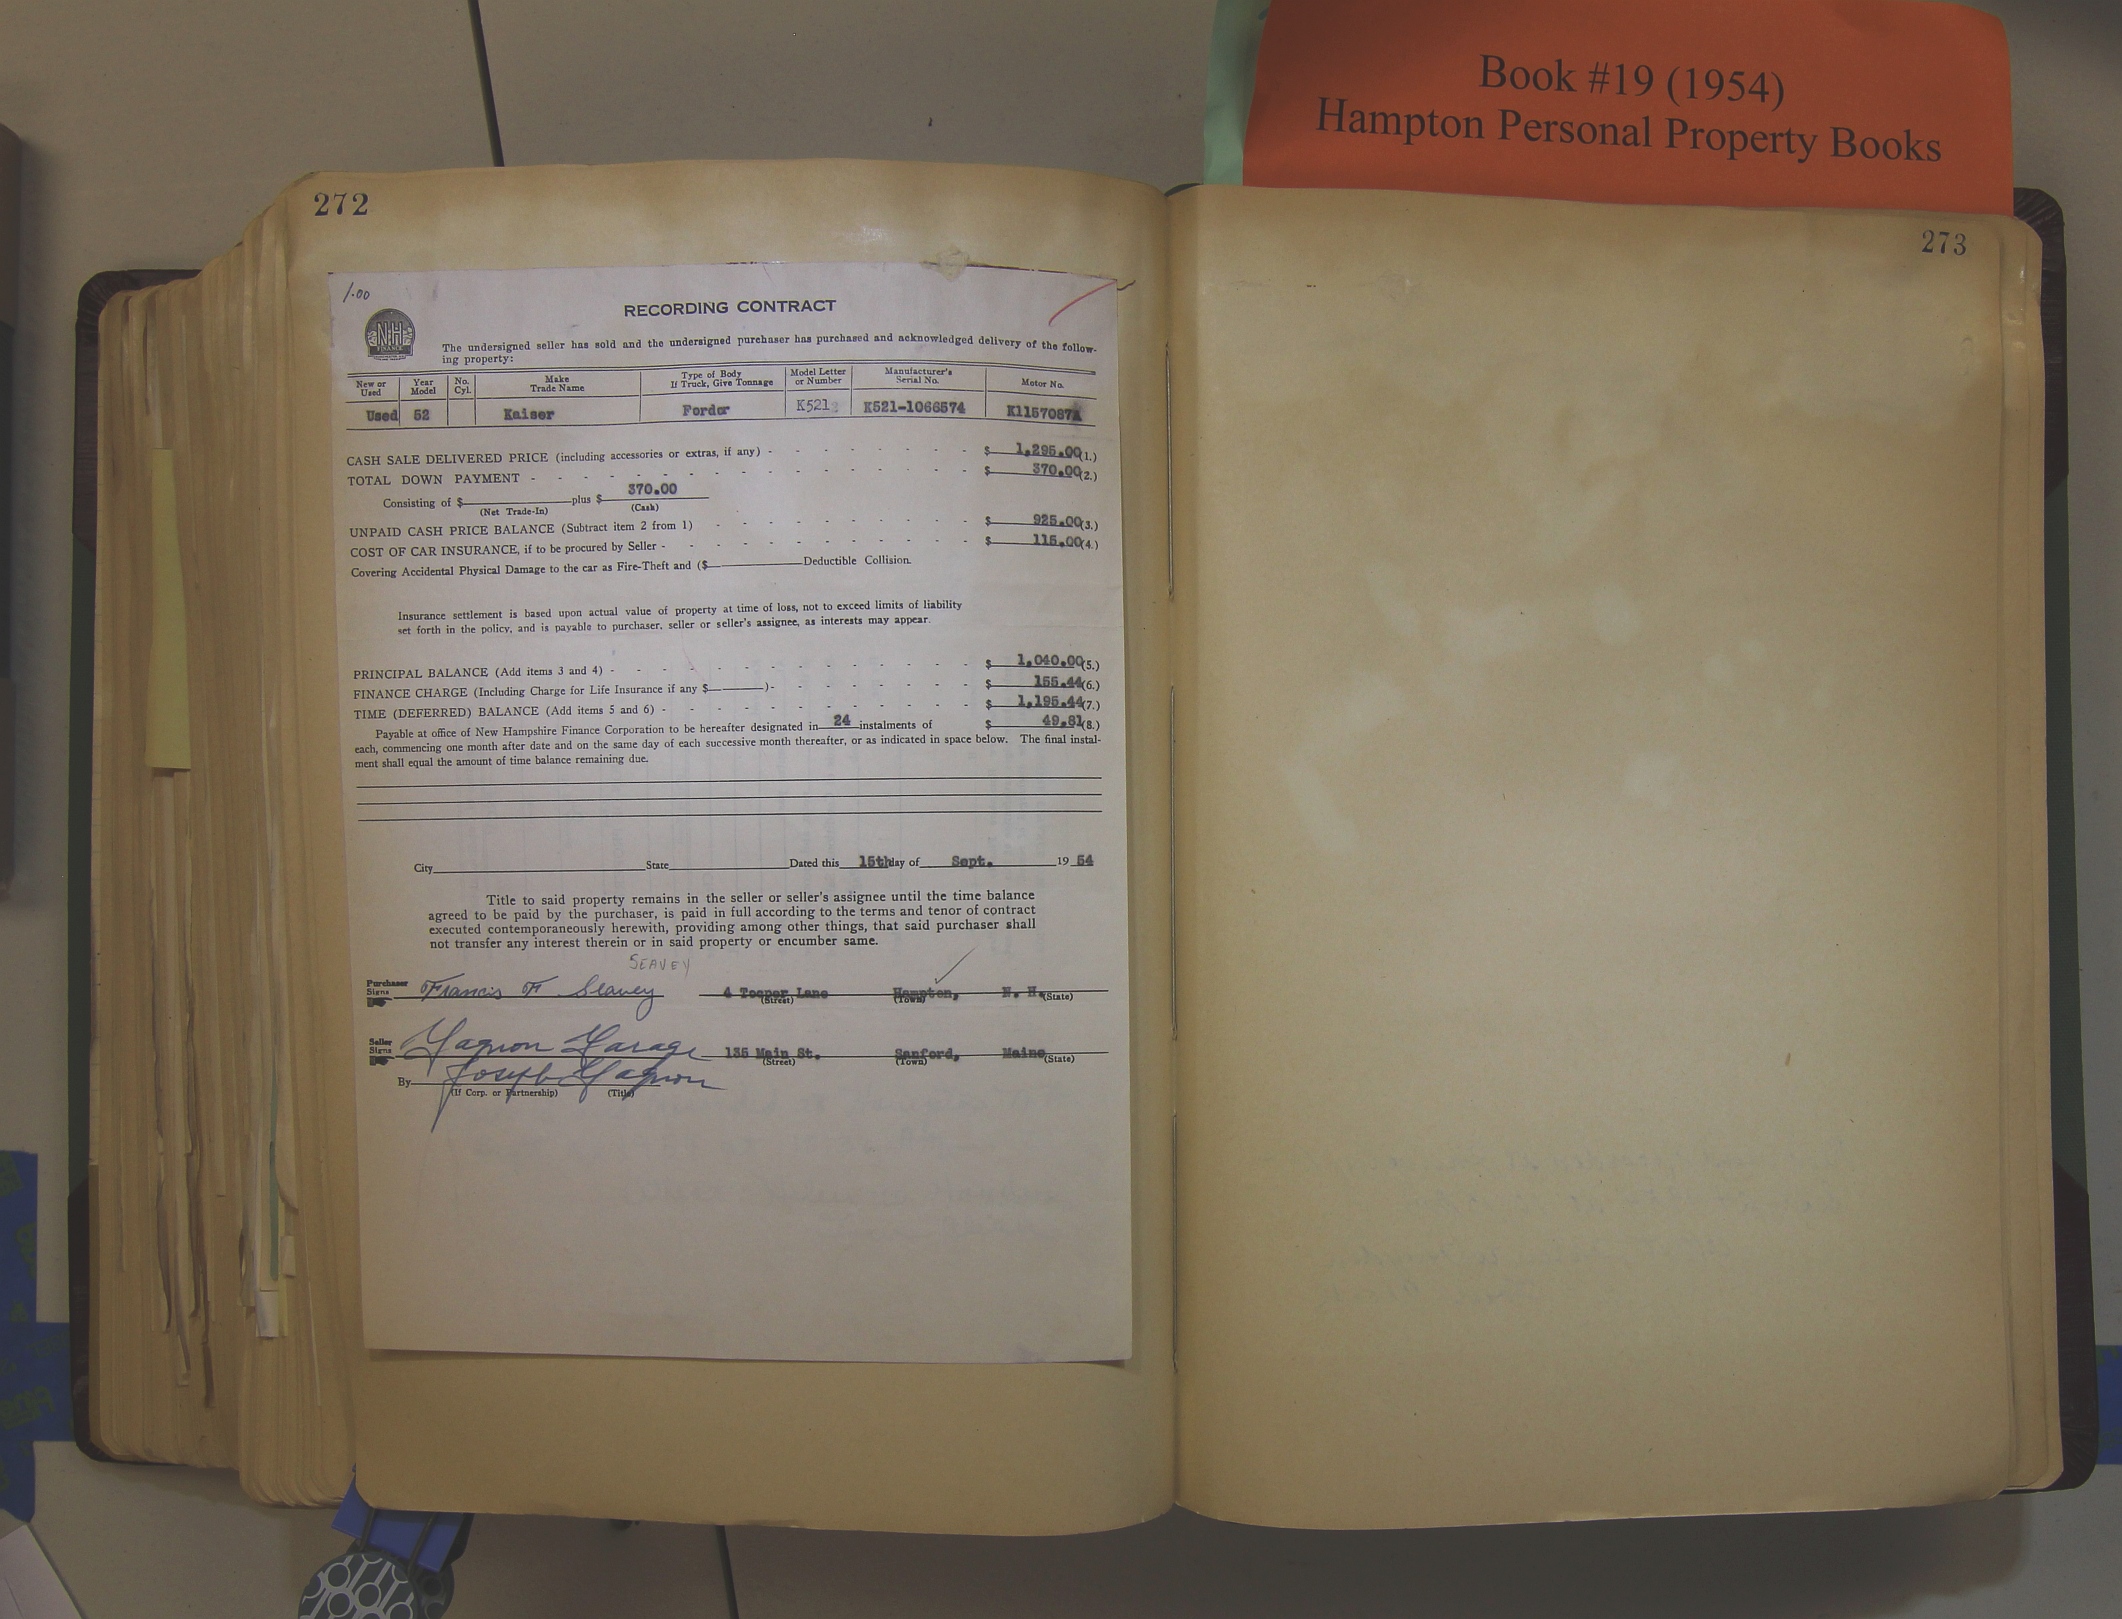 Book #19 (1954)
Hampton Personal Property Books
272
273
1.00
N-H
FINANCE
RECORDING CONTRACT
The undersigned seller has sold and the undersigned purchaser has purchased and acknowledged delivery of the follow-
ing property:
New or Used Year Model No. Cyl. Make Trade Name Type of Body If Truck, Give Tonnage Model Letter or Number Manufacturer's Serial No. Motor No.
Used 52 Kaiser Fordor K521 K521-1066574 K1157087A
CASH SALE DELIVERED PRICE (including accessories or extras, if any) - $ 1,295.00 (1.)
TOTAL DOWN PAYMENT - $ 370.00 (2.)
Consisting of $ plus $ 370.00
(Net Trade-In) (Cash)
UNPAID CASH PRICE BALANCE (Subtract item 2 from 1) - $ 925.00 (3.)
COST OF CAR INSURANCE, if to be procured by Seller - $ 115.00 (4.)
Covering Accidental Physical Damage to the car as Fire-Theft and ($ Deductible Collision.
Insurance settlement is based upon actual value of property at time of loss, not to exceed limits of liability
set forth in the policy, and is payable to purchaser, seller or seller's assignee, as interests may appear.
PRINCIPAL BALANCE (Add items 3 and 4) - $ 1,040.00 (5.)
FINANCE CHARGE (Including Charge for Life Insurance if any $ )- $ 155.44 (6.)
TIME (DEFERRED) BALANCE (Add items 5 and 6) - $ 1,195.44 (7.)
Payable at office of New Hampshire Finance Corporation to be hereafter designated in 24 instalments of $ 49.81 (8.)
each, commencing one month after date and on the same day of each successive month thereafter, or as indicated in space below. The final instal-
ment shall equal the amount of time balance remaining due.
City State Dated this 15th day of Sept. 19 54
Title to said property remains in the seller or seller's assignee until the time balance
agreed to be paid by the purchaser, is paid in full according to the terms and tenor of contract
executed contemporaneously herewith, providing among other things, that said purchaser shall
not transfer any interest therein or in said property or encumber same.
SEAVEY
Purchaser Signs Francis F Seavey 4 Tocper Lane Hampton, N. H.
(Street) (Town) (State)
Seller Signs Gagnon Garage 135 Main St. Sanford, Maine
(Street) (Town) (State)
By Joseph Gagnon
(If Corp. or Partnership) (Title)